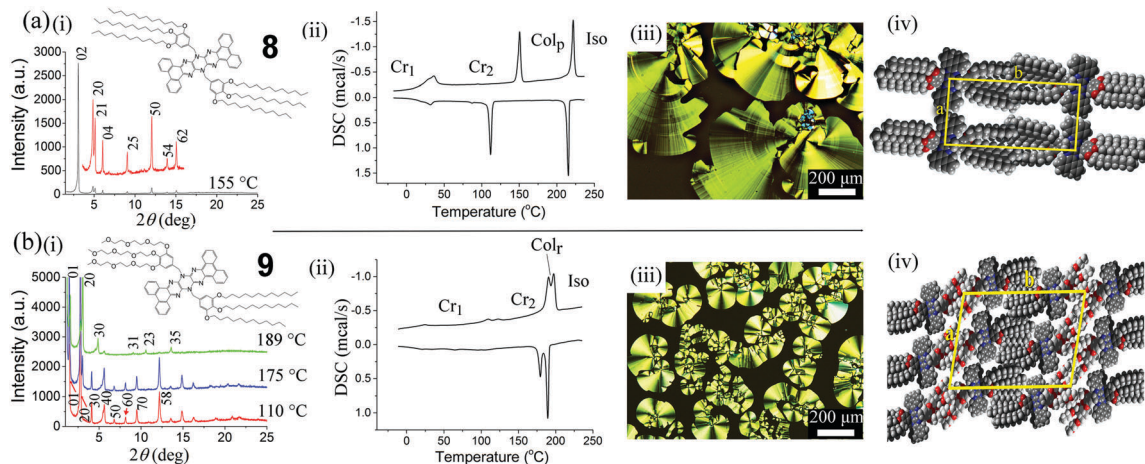 (a)(i)
8
Intensity (a.u.)
3000
2500
2000
1500
1000
500
0
02
20
21
04
25
50
54
62
155 °C
5
10
15
20
25
2θ (deg)
(ii)
DSC (mcal/s)
-1.5
-1.0
-0.5
0.0
0.5
1.0
1.5
Cr1
Cr2
Colp
Iso
0
50
100
150
200
250
Temperature (°C)
(iii)
200 μm
(iv)
a
b
(b)(i)
9
Intensity (a.u.)
5000
4000
3000
2000
1000
0
01
20
30
31
23
35
189 °C
175 °C
01
20
30
40
50
60
70
58
110 °C
5
10
15
20
25
2θ (deg)
(ii)
DSC (mcal/s)
-1.0
-0.5
0.0
0.5
1.0
Cr1
Cr2
Colr
Iso
0
50
100
150
200
235
Temperature (°C)
(iii)
200 μm
(iv)
a
b